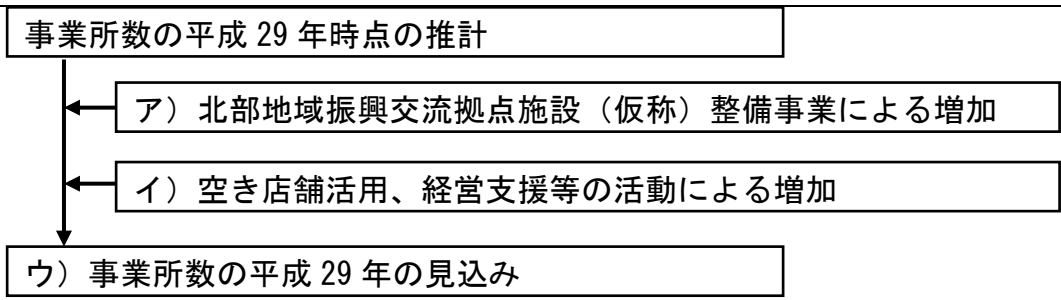 事業所数の平成 29 年時点の推計
ア）北部地域振興交流拠点施設（仮称）整備事業による増加
イ）空き店舗活用、経営支援等の活動による増加
ウ）事業所数の平成 29 年の見込み